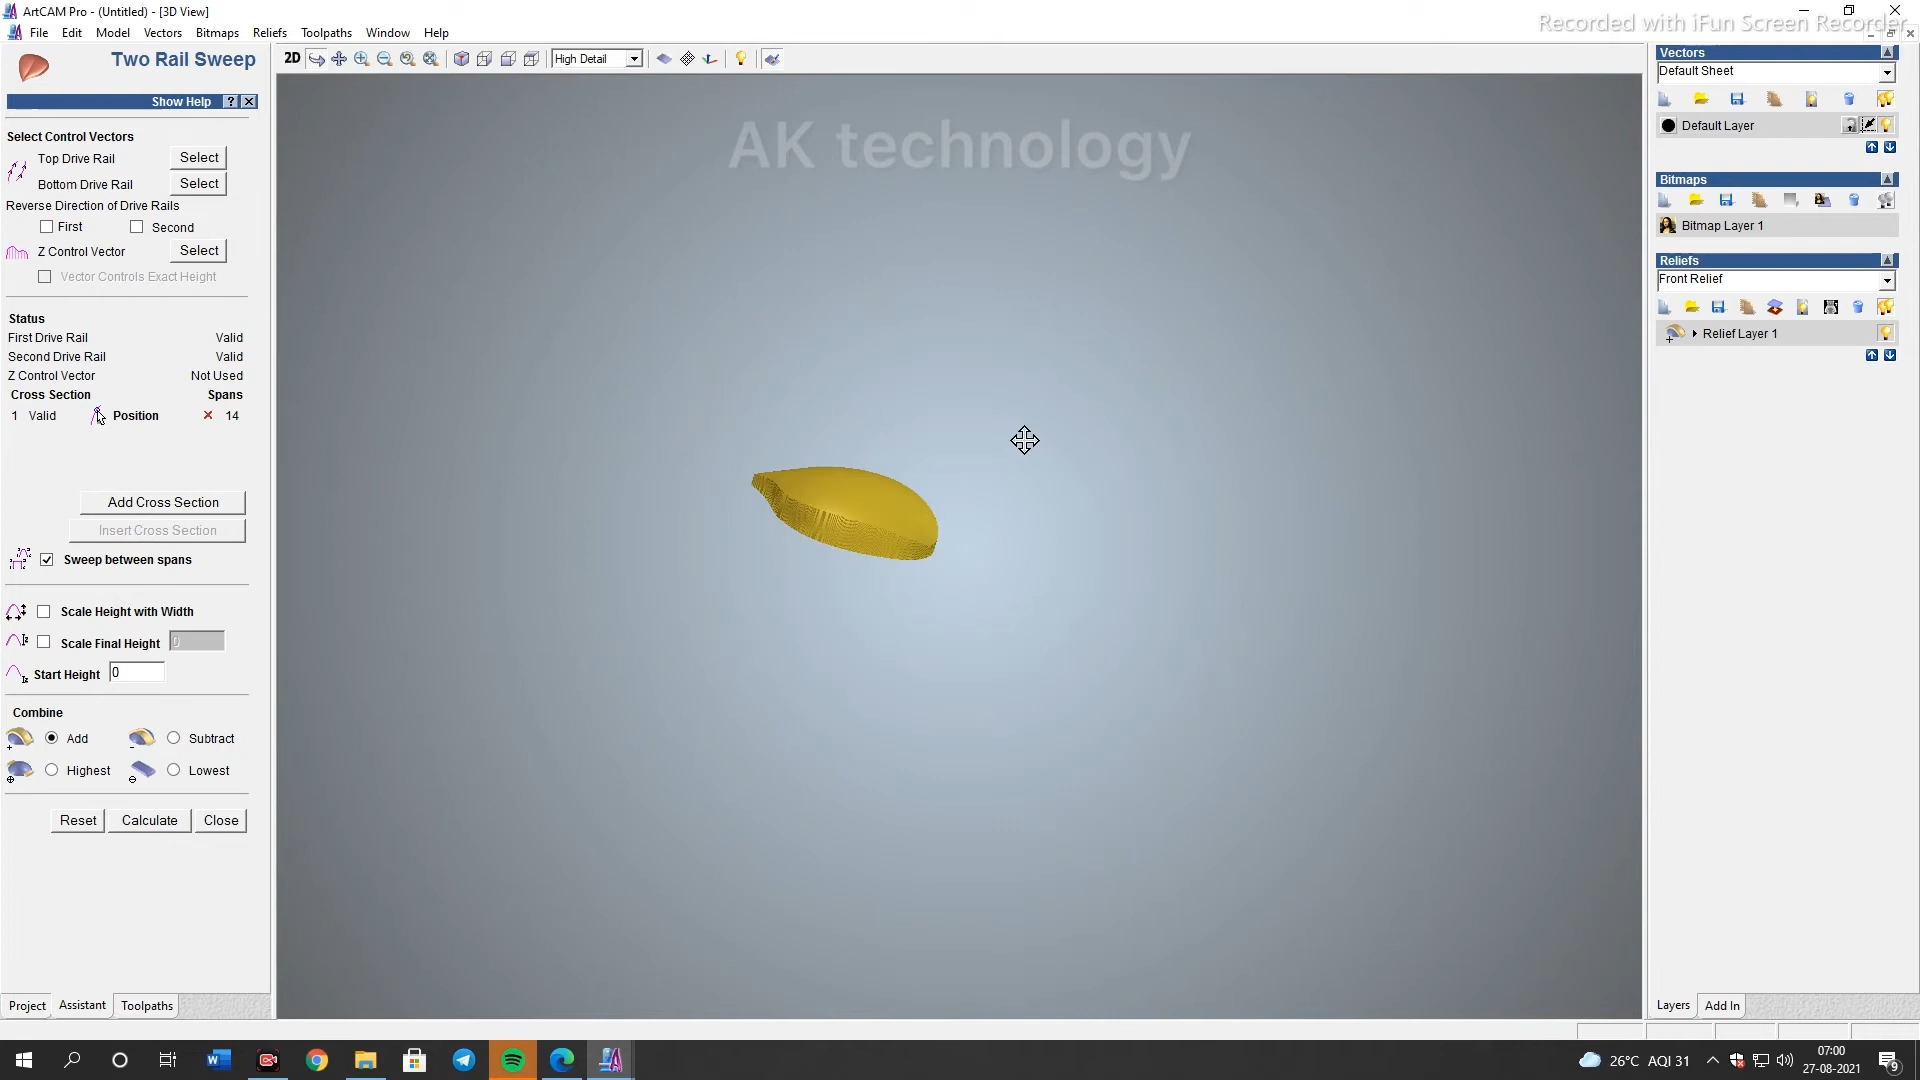 ArtCAM Pro - (Untitled) - [3D View]
Recorded with iFun Screen Recorder
File Edit Model Vectors Bitmaps Reliefs Toolpaths Window Help
Two Rail Sweep
2D
High Detail
Show Help ?
AK technology
Select Control Vectors
Top Drive Rail Select
Bottom Drive Rail Select
Reverse Direction of Drive Rails
First Second
Z Control Vector Select
Vector Controls Exact Height
Status
First Drive Rail Valid
Second Drive Rail Valid
Z Control Vector Not Used
Cross Section Spans
1 Valid Position 14
Add Cross Section
Insert Cross Section
Sweep between spans
Scale Height with Width
Scale Final Height 0
Start Height 0
Combine
Add Subtract
Highest Lowest
Reset Calculate Close
Project Assistant Toolpaths
Vectors
Default Sheet
Default Layer
Bitmaps
Bitmap Layer 1
Reliefs
Front Relief
Relief Layer 1
Layers Add In
26°C AQI 31
07:00
27-08-2021
9